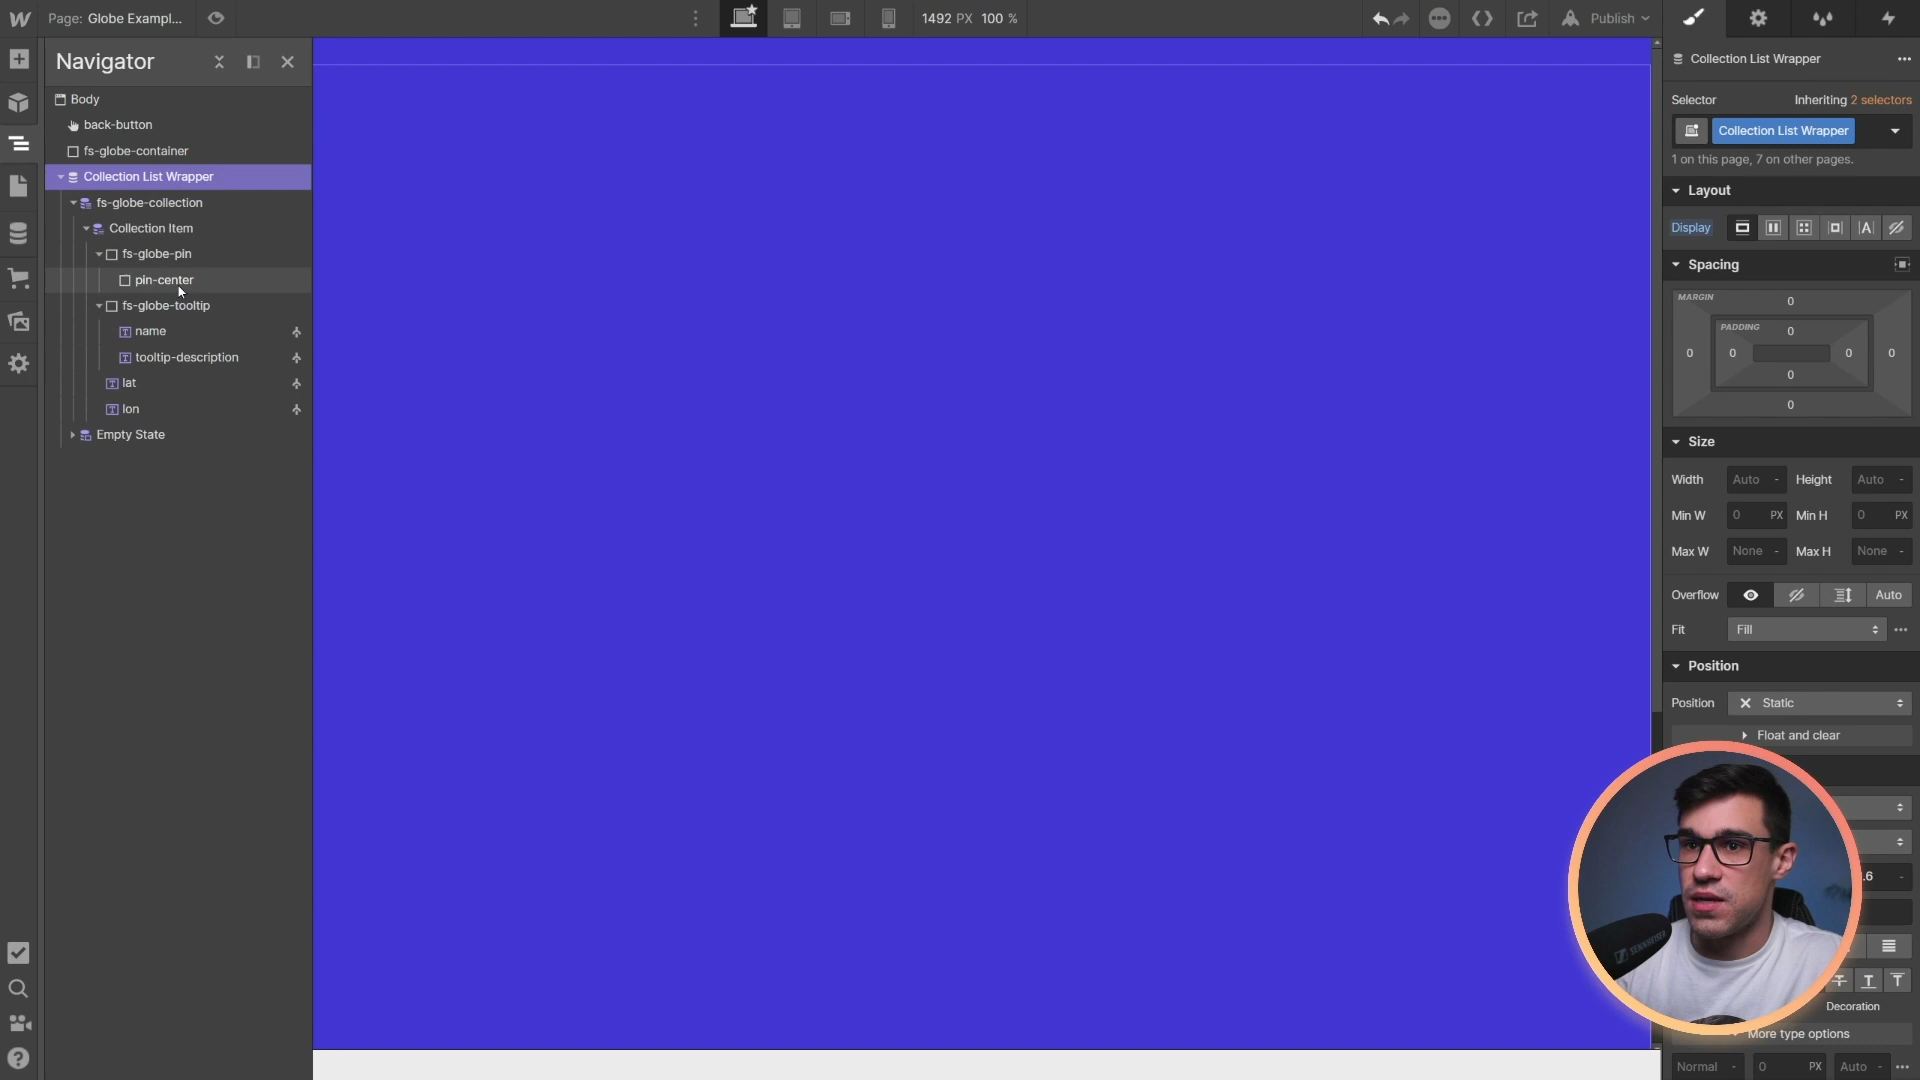 Page: Globe Exampl...
1492 PX 100 %
Publish
Navigator
Body
back-button
fs-globe-container
Collection List Wrapper
fs-globe-collection
Collection Item
fs-globe-pin
pin-center
fs-globe-tooltip
name
tooltip-description
lat
lon
Empty State
Collection List Wrapper
Selector
Inheriting 2 selectors
Collection List Wrapper
1 on this page, 7 on other pages.
Layout
Display
Spacing
MARGIN
0
PADDING
0
0 0 0 0
0
0
Size
Width Auto - Height Auto -
Min W 0 PX Min H 0 PX
Max W None - Max H None -
Overflow Auto
Fit Fill
Position
Position Static
Float and clear
.6 -
SENNHEISER
Decoration
More type options
Normal - 0 PX Auto -